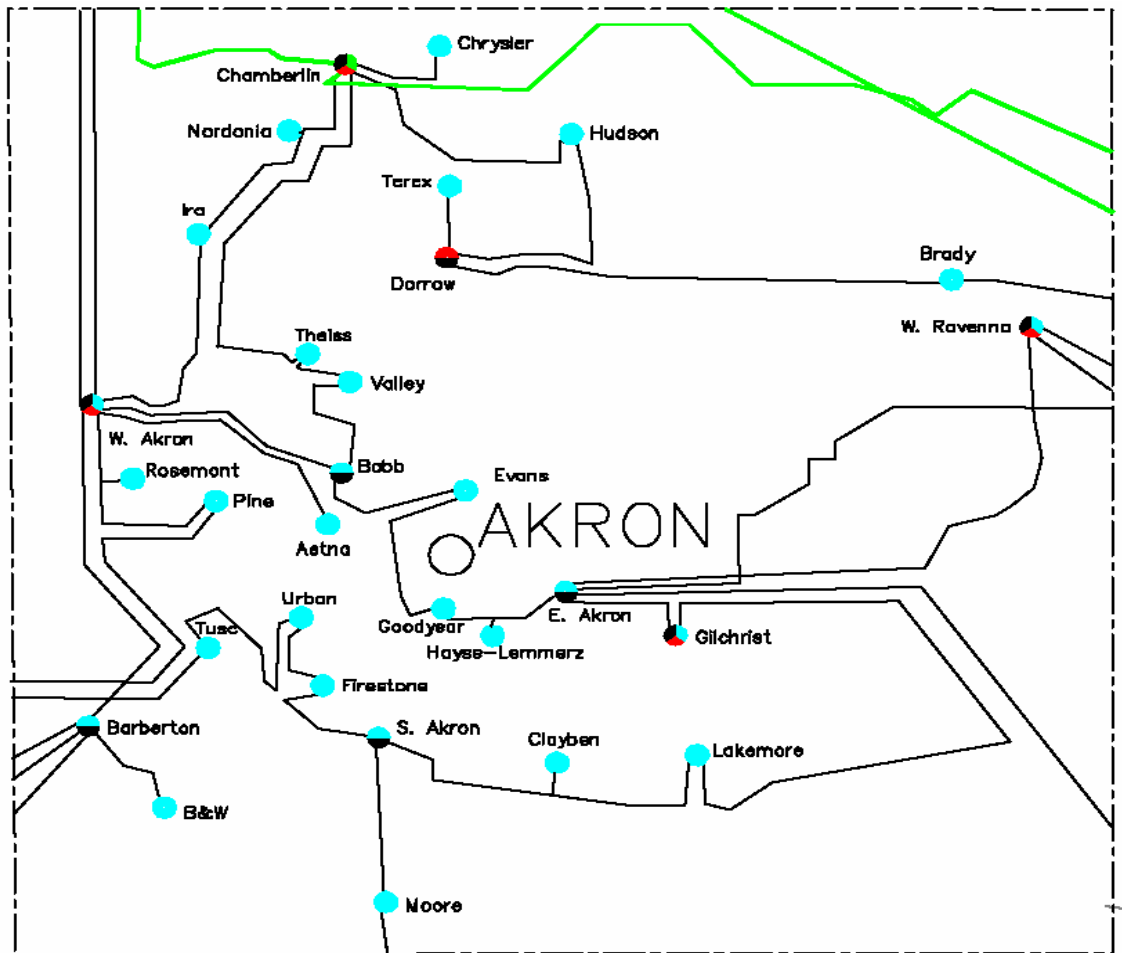 Chrysler
Chamberlin
Nordonia
Hudson
Terex
Ira
Brady
Darrow
W. Ravenna
Theiss
Valley
W. Akron
Babb
Rosemont
Evans
Pine
AKRON
Aetna
Urban
E. Akron
Goodyear
Tusc
Gilchrist
Hayse-Lemmerz
Firestone
Barberton
S. Akron
Clayben
Lakemore
B&W
Moore